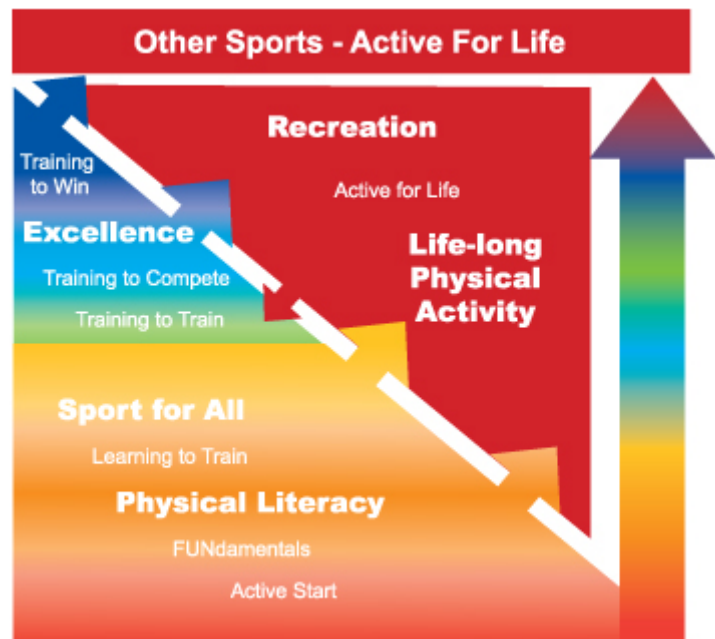 Other Sports - Active For Life
Recreation
Active for Life
Life-long
Physical
Activity
Training
to Win
Excellence
Training to Compete
Training to Train
Sport for All
Learning to Train
Physical Literacy
FUNdamentals
Active Start